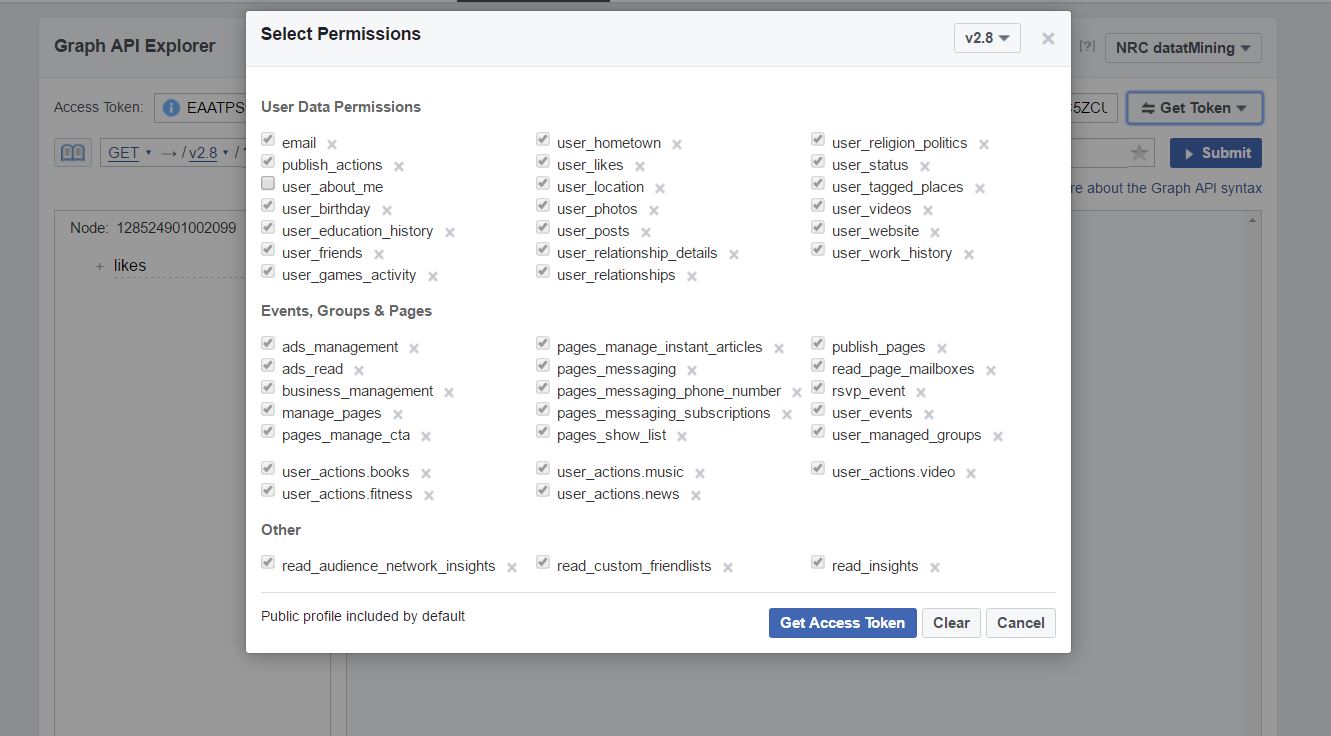 Graph API Explorer
[?]
NRC datatMining
Access Token: EAATPS
5ZCU
Get Token
GET → / v2.8 /
Submit
re about the Graph API syntax
Node: 128524901002099
+ likes
Select Permissions
v2.8
User Data Permissions
email user_hometown user_religion_politics
publish_actions user_likes user_status
user_about_me user_location user_tagged_places
user_birthday user_photos user_videos
user_education_history user_posts user_website
user_friends user_relationship_details user_work_history
user_games_activity user_relationships
Events, Groups & Pages
ads_management pages_manage_instant_articles publish_pages
ads_read pages_messaging read_page_mailboxes
business_management pages_messaging_phone_number rsvp_event
manage_pages pages_messaging_subscriptions user_events
pages_manage_cta pages_show_list user_managed_groups
user_actions.books user_actions.music user_actions.video
user_actions.fitness user_actions.news
Other
read_audience_network_insights read_custom_friendlists read_insights
Public profile included by default
Get Access Token Clear Cancel